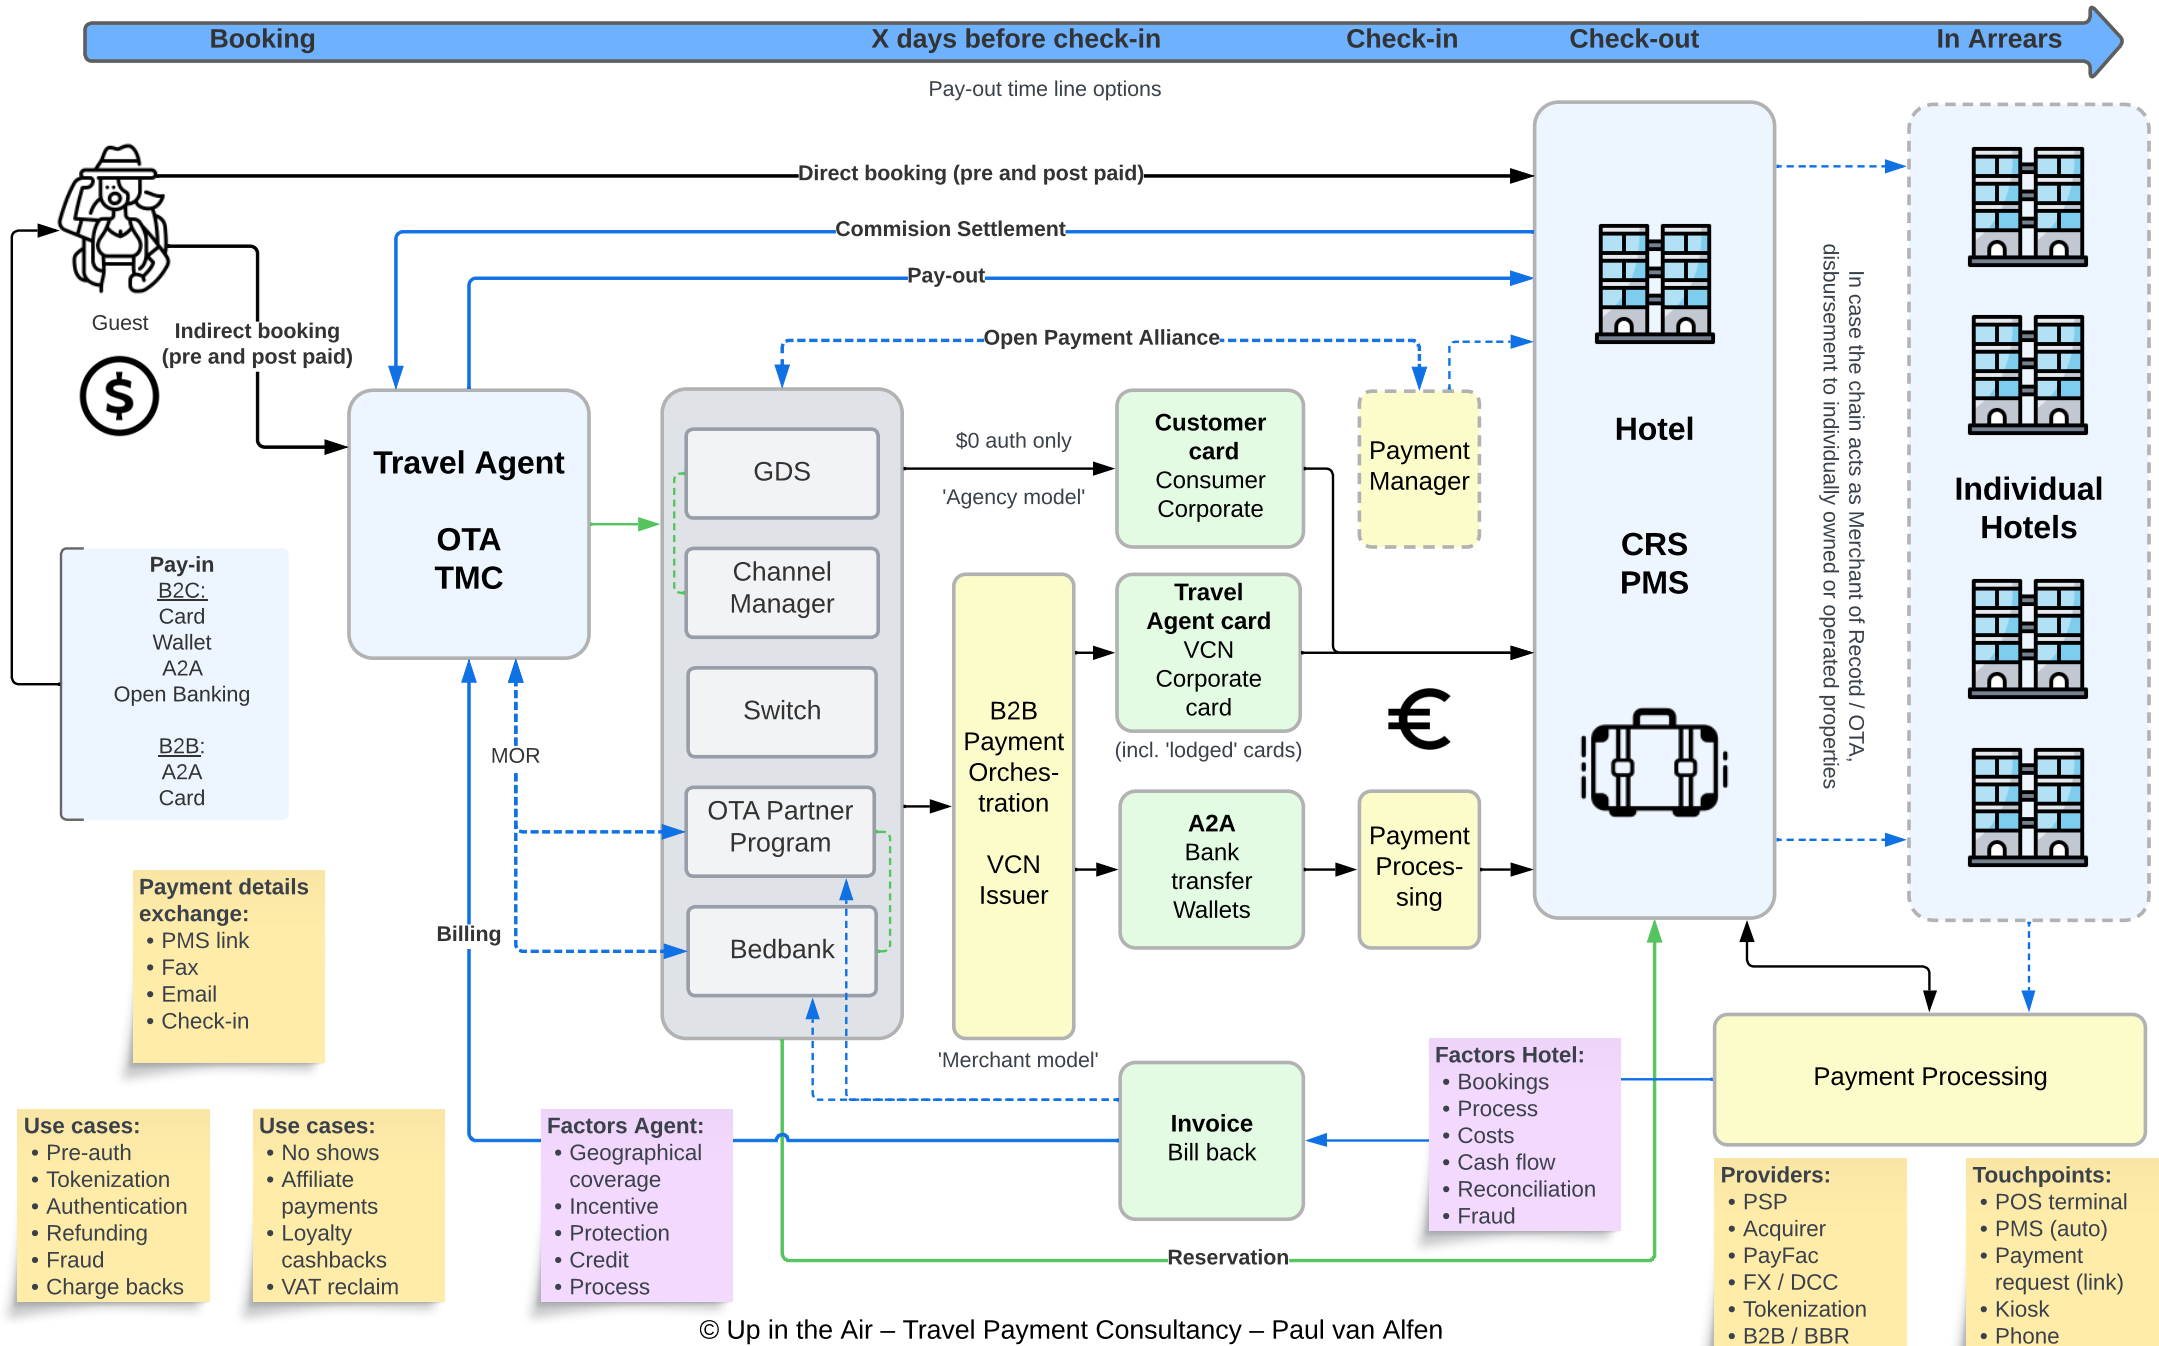 Booking
X days before check-in
Check-in
Check-out
In Arrears
Pay-out time line options
Direct booking (pre and post paid)
Commision Settlement
Pay-out
Open Payment Alliance
Guest
Indirect booking
(pre and post paid)
Travel Agent
OTA
TMC
Pay-in
B2C:
Card
Wallet
A2A
Open Banking
B2B:
A2A
Card
MOR
Billing
GDS
Channel
Manager
Switch
OTA Partner
Program
Bedbank
$0 auth only
'Agency model'
B2B
Payment
Orches-
tration
VCN
Issuer
'Merchant model'
Customer
card
Consumer
Corporate
Travel
Agent card
VCN
Corporate
card
(incl. 'lodged' cards)
A2A
Bank
transfer
Wallets
Payment
Manager
€
Payment
Proces-
sing
Hotel
CRS
PMS
In case the chain acts as Merchant of Recotd / OTA,
disbursement to individually owned or operated properties
Individual
Hotels
Payment Processing
Invoice
Bill back
Reservation
Payment details
exchange:
• PMS link
• Fax
• Email
• Check-in
Use cases:
• Pre-auth
• Tokenization
• Authentication
• Refunding
• Fraud
• Charge backs
Use cases:
• No shows
• Affiliate
payments
• Loyalty
cashbacks
• VAT reclaim
Factors Agent:
• Geographical
coverage
• Incentive
• Protection
• Credit
• Process
Factors Hotel:
• Bookings
• Process
• Costs
• Cash flow
• Reconciliation
• Fraud
Providers:
• PSP
• Acquirer
• PayFac
• FX / DCC
• Tokenization
• B2B / BBR
Touchpoints:
• POS terminal
• PMS (auto)
• Payment
request (link)
• Kiosk
• Phone
$
© Up in the Air – Travel Payment Consultancy – Paul van Alfen